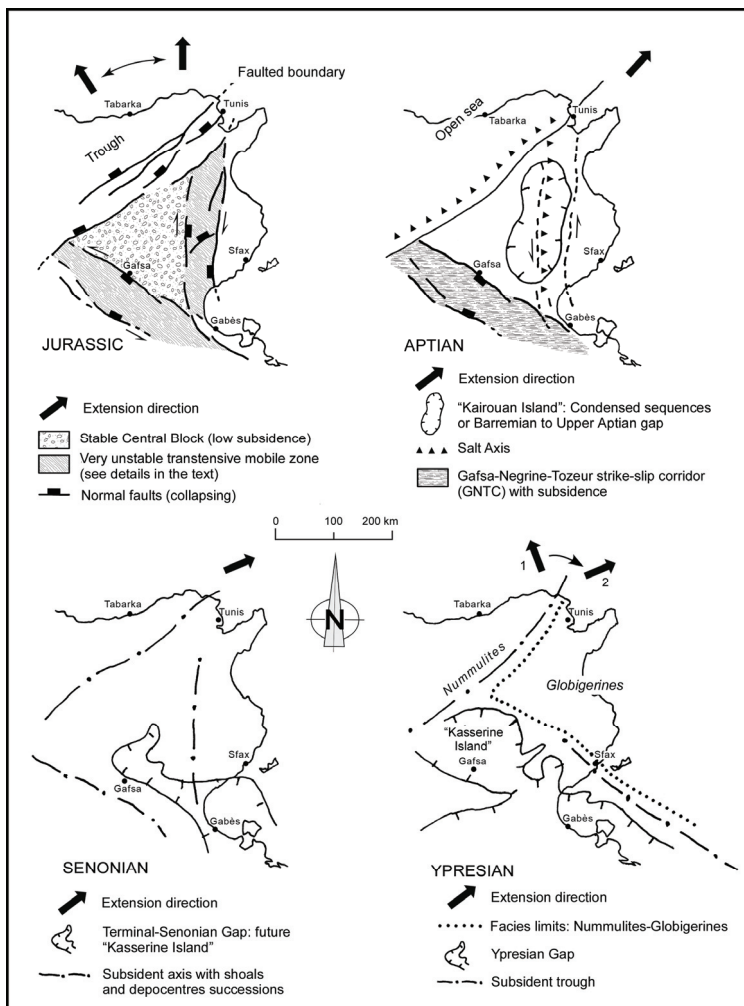 Faulted boundary
Tabarka
Tunis
Trough
Sfax
Gafsa
Gabès
JURASSIC
Extension direction
Stable Central Block (low subsidence)
Very unstable transtensive mobile zone
(see details in the text)
Normal faults (collapsing)
Open sea
Tabarka
Tunis
Gafsa
Sfax
Gabès
APTIAN
Extension direction
"Kairouan Island": Condensed sequences
or Barremian to Upper Aptian gap
Salt Axis
Gafsa-Negrine-Tozeur strike-slip corridor
(GNTC) with subsidence
0 100 200 km
N
Tabarka
Tunis
Sfax
Gafsa
Gabès
SENONIAN
Extension direction
Terminal-Senonian Gap: future
"Kasserine Island"
Subsident axis with shoals
and depocentres successions
1
2
Tabarka
Tunis
Nummulites
Globigerines
"Kasserine
Island"
Gafsa
Sfax
Gabès
YPRESIAN
Extension direction
Facies limits: Nummulites-Globigerines
Ypresian Gap
Subsident trough